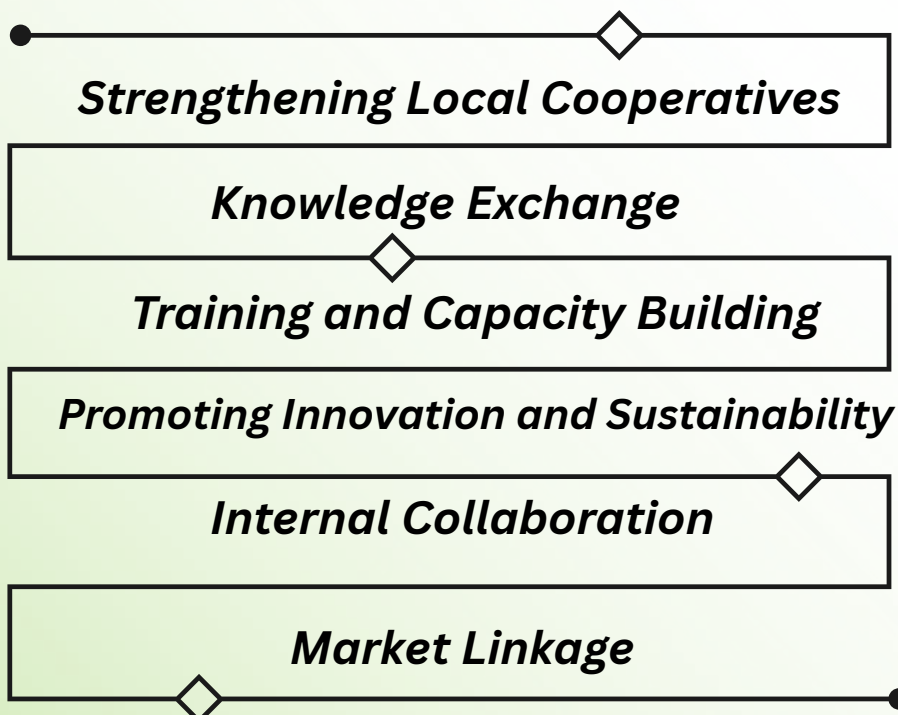 Strengthening Local Cooperatives
Knowledge Exchange
Training and Capacity Building
Promoting Innovation and Sustainability
Internal Collaboration
Market Linkage